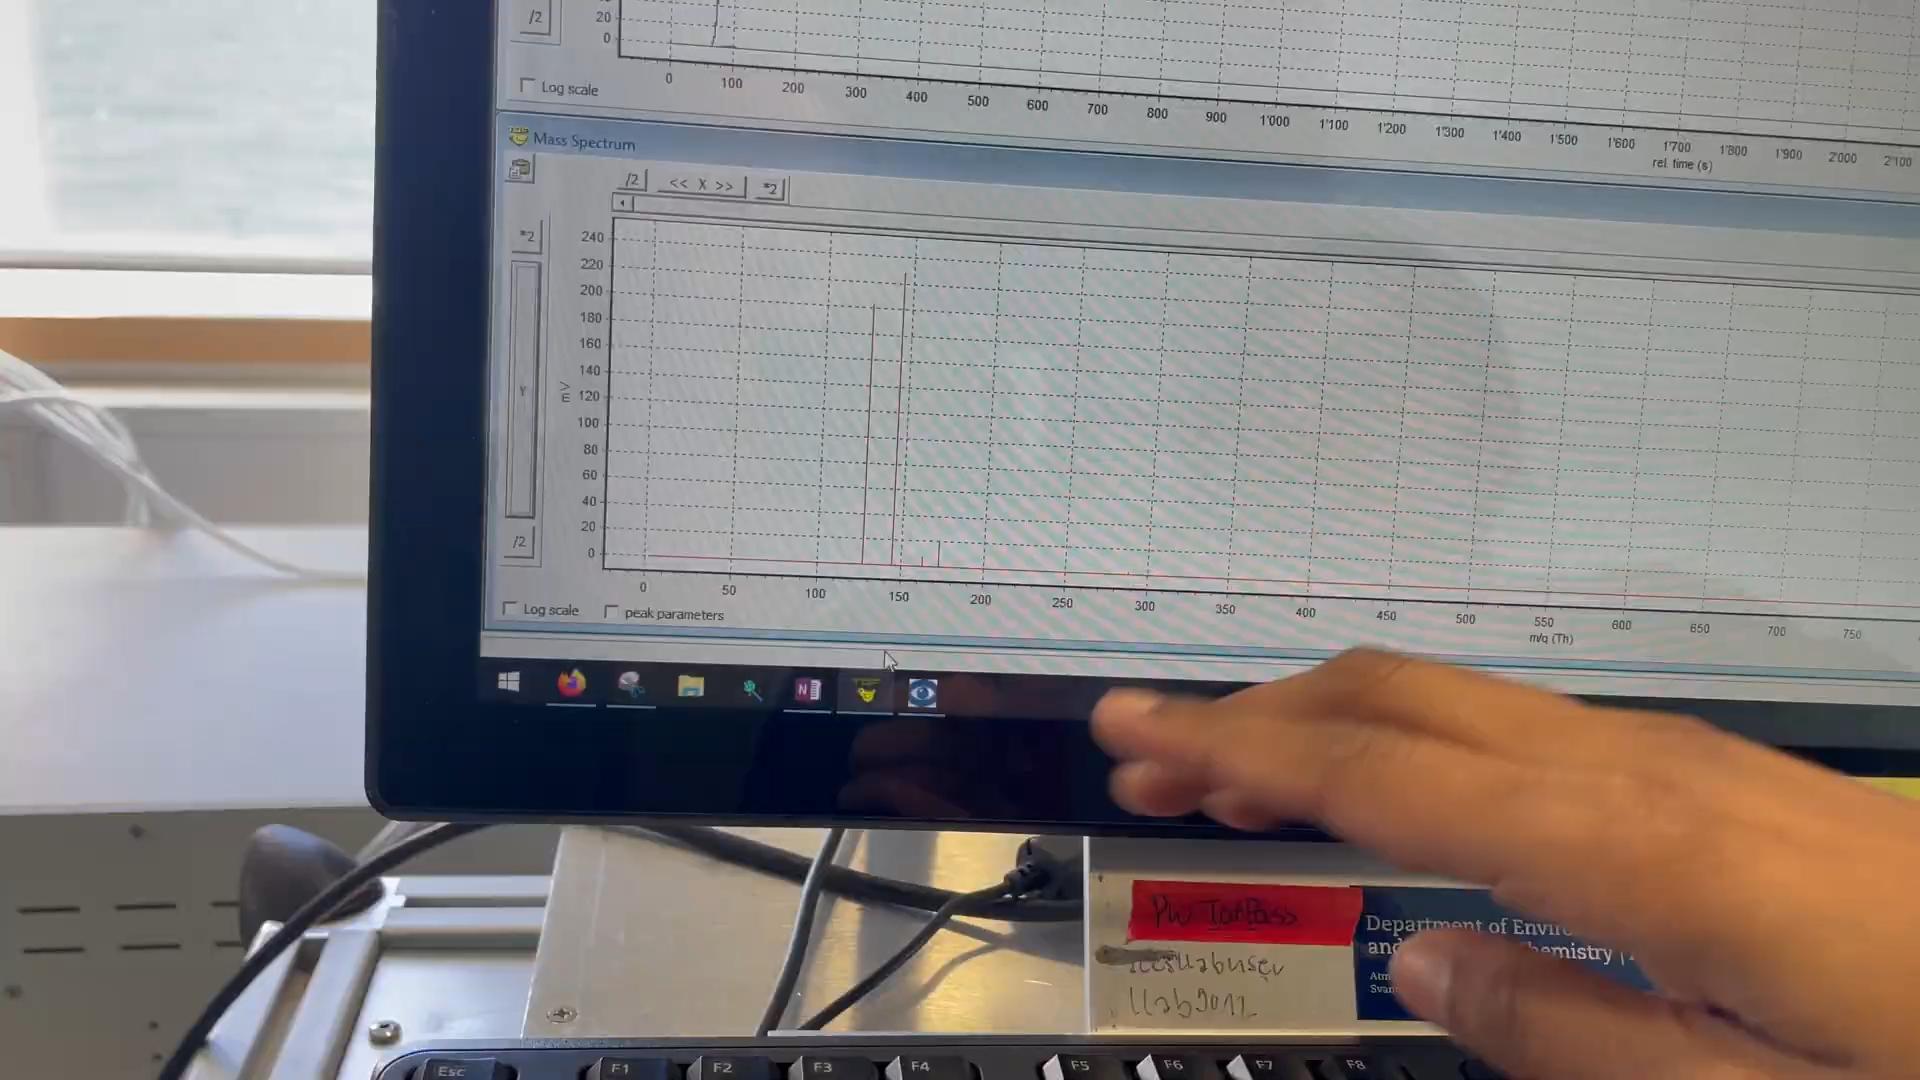 /2
20
0
Log scale
0 100 200 300 400 500 600 700 800 900 1'000 1'100 1'200 1'300 1'400 1'500 1'600 1'700 1'800 1'900 2'000 2'100
rel. time (s)
Mass Spectrum
/2 << X >> *2
*2
Y
/2
mV
240
220
200
180
160
140
120
100
80
60
40
20
0
0 50 100 150 200 250 300 350 400 450 500 550 600 650 700 750
m/q (Th)
Log scale peak parameters
PW
Department of Enviro
and hemistry |
Atm
Svan
Esc F1 F2 F3 F4 F5 F6 F7 F8